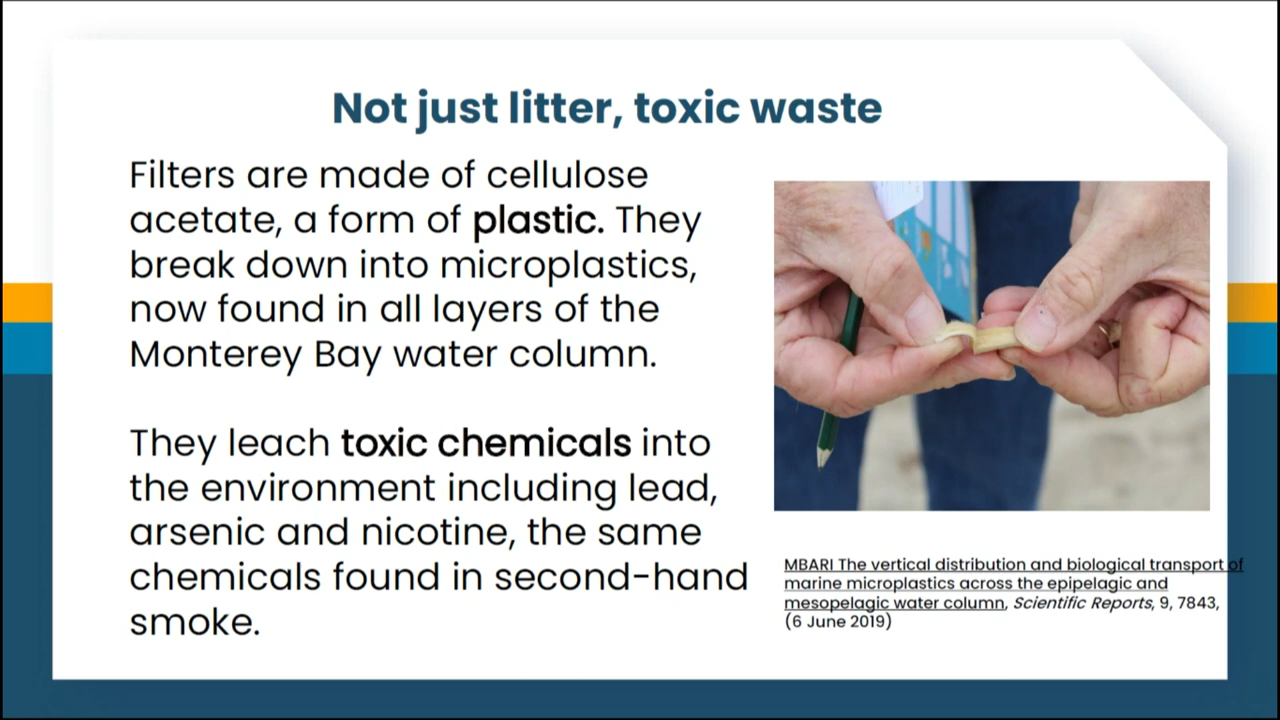 Not just litter, toxic waste
Filters are made of cellulose
acetate, a form of plastic. They
break down into microplastics,
now found in all layers of the
Monterey Bay water column.
They leach toxic chemicals into
the environment including lead,
arsenic and nicotine, the same
chemicals found in second-hand
smoke.
MBARI The vertical distribution and biological transport of
marine microplastics across the epipelagic and
mesopelagic water column, Scientific Reports, 9, 7843,
(6 June 2019)